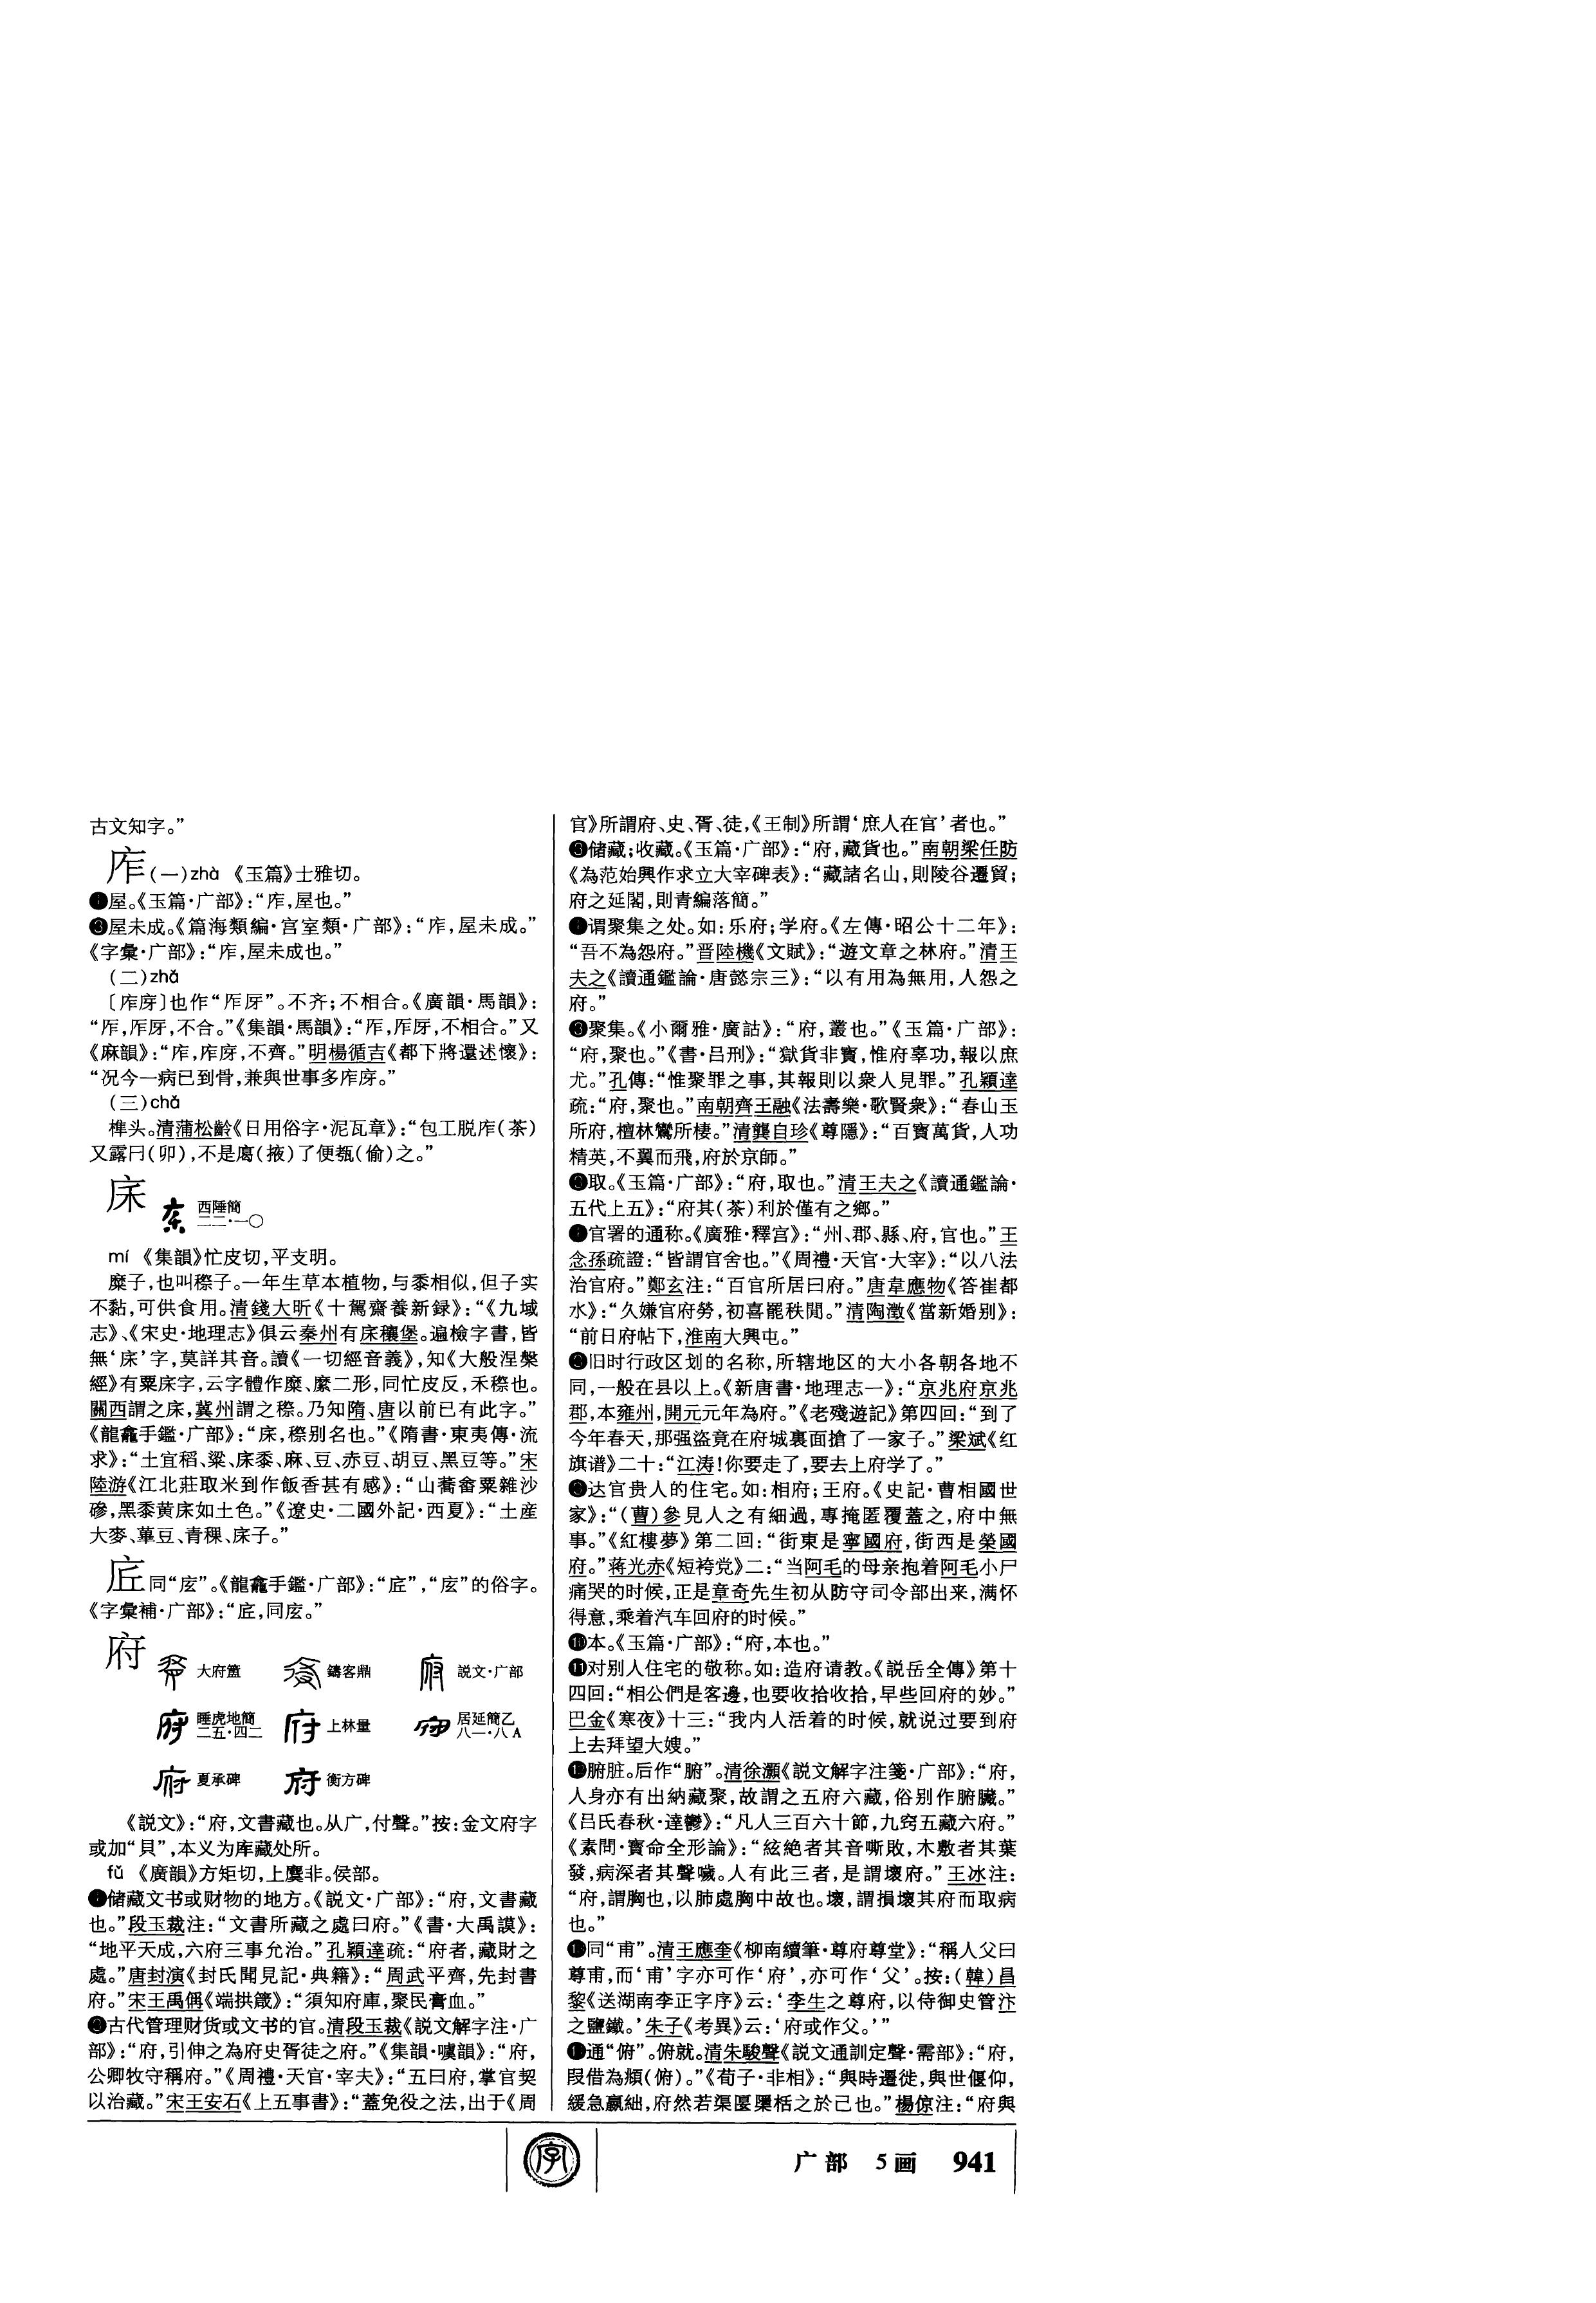 古文知字。”
庎(一)zhà 《玉篇》士雅切。
❶屋。《玉篇·广部》：“庎，屋也。”
❷屋未成。《篇海類編·宫室類·广部》：“庎，屋未成。”
《字彙·广部》：“庎，屋未成也。”
(二)zhǎ
〔庎庌〕也作“厏厊”。不齐；不相合。《廣韻·馬韻》：
“厏，厏厊，不合。”《集韻·馬韻》：“厏，厏厊，不相合。”又
《麻韻》：“庎，庎庌，不齊。”明楊循吉《都下將還述懷》：
“况今一病已到骨，兼與世事多庎庌。”
(三)chǎ
榫头。清蒲松齡《日用俗字·泥瓦章》：“包工脱庎(茶)
又露(卯)，不是(掖)了便(偷)之。”
床 西陲簡
二二·一〇
mí 《集韻》忙皮切，平支明。
糜子，也叫穄子。一年生草本植物，与黍相似，但子实
不黏，可供食用。清錢大昕《十駕齋養新録》：“《九域
志》、《宋史·地理志》俱云秦州有床穰堡。遍檢字書，皆
無‘床’字，莫詳其音。讀《一切經音義》，知《大般涅槃
經》有粟床字，云字體作糜、䵚二形，同忙皮反，禾穄也。
關西謂之床，冀州謂之穄。乃知隋、唐以前已有此字。”
《龍龕手鑑·广部》：“床，穄别名也。”《隋書·東夷傳·流
求》：“土宜稻、粱、床黍、麻、豆、赤豆、胡豆、黑豆等。”宋
陸游《江北莊取米到作飯香甚有感》：“山蕎畬粟雜沙
磣，黑黍黄床如土色。”《遼史·二國外記·西夏》：“土産
大麥、蓽豆、青稞、床子。”
同“庅”。《龍龕手鑑·广部》：“”，“”的俗字。
《字彙補·广部》：“”
府 大府簠 鑄客鼎 説文·广部
睡虎地簡
二五·四二 上林量 居延簡乙
八一·八A
夏承碑 衡方碑
《説文》：“府，文書藏也。从广，付聲。”按：金文府字
或加“貝”，本义为库藏处所。
fǔ 《廣韻》方矩切，上麌非。侯部。
❶储藏文书或财物的地方。《説文·广部》：“府，文書藏
也。”段玉裁注：“文書所藏之處曰府。”《書·大禹謨》：
“地平天成，六府三事允治。”孔穎達疏：“府者，藏財之
處。”唐封演《封氏聞見記·典籍》：“周武平齊，先封書
府。”宋王禹偁《端拱箴》：“須知府庫，聚民膏血。”
❷古代管理财货或文书的官。清段玉裁《説文解字注·广
部》：“府，引伸之為府史胥徒之府。”《集韻·噳韻》：“府，
公卿牧守稱府。”《周禮·天官·宰夫》：“五曰府，掌官契
以治藏。”宋王安石《上五事書》：“蓋免役之法，出于《周
官》所謂府、史、胥、徒，《王制》所謂‘庶人在官’者也。”
❸储藏；收藏。《玉篇·广部》：“府，藏貨也。”南朝梁任昉
《為范始興作求立太宰碑表》：“藏諸名山，則陵谷遷貿；
府之延閣，則青編落簡。”
❹谓聚集之处。如：乐府；学府。《左傳·昭公十二年》：
“吾不為怨府。”晋陸機《文賦》：“遊文章之林府。”清王
夫之《讀通鑑論·唐懿宗三》：“以有用為無用，人怨之
府。”
❺聚集。《小爾雅·廣詁》：“府，叢也。”《玉篇·广部》：
“府，聚也。”《書·吕刑》：“獄貨非寶，惟府辜功，報以庶
尤。”孔傳：“惟聚罪之事，其報則以衆人見罪。”孔穎達
疏：“府，聚也。”南朝齊王融《法壽樂·歌賢衆》：“春山玉
所府，檀林鸞所棲。”清龔自珍《尊隱》：“百寶萬貨，人功
精英，不翼而飛，府於京師。”
❻取。《玉篇·广部》：“府，取也。”清王夫之《讀通鑑論·
五代上五》：“府其(茶)利於僅有之鄉。”
❼官署的通称。《廣雅·釋宫》：“州、郡、縣、府，官也。”王
念孫疏證：“皆謂官舍也。”《周禮·天官·大宰》：“以八法
治官府。”鄭玄注：“百官所居曰府。”唐韋應物《答崔都
水》：“久嫌官府勞，初喜罷秩閒。”清陶澂《當新婚别》：
“前日府帖下，淮南大興屯。”
❽旧时行政区划的名称，所辖地区的大小各朝各地不
同，一般在县以上。《新唐書·地理志一》：“京兆府京兆
郡，本雍州，開元元年為府。”《老殘遊記》第四回：“到了
今年春天，那强盗竟在府城裏面搶了一家子。”梁斌《红
旗谱》二十：“江涛！你要走了，要去上府学了。”
❾达官贵人的住宅。如：相府；王府。《史記·曹相國世
家》：“(曹)參見人之有細過，專掩匿覆蓋之，府中無
事。”《紅樓夢》第二回：“街東是寧國府，街西是榮國
府。”蒋光赤《短袴党》二：“当阿毛的母亲抱着阿毛小尸
痛哭的时候，正是章奇先生初从防守司令部出来，满怀
得意，乘着汽车回府的时候。”
❿本。《玉篇·广部》：“府，本也。”
⓫对别人住宅的敬称。如：造府请教。《説岳全傳》第十
四回：“相公們是客邊，也要收拾收拾，早些回府的妙。”
巴金《寒夜》十三：“我内人活着的时候，就说过要到府
上去拜望大嫂。”
⓬腑脏。后作“腑”。清徐灝《説文解字注箋·广部》：“府，
人身亦有出納藏聚，故謂之五府六藏，俗别作腑臟。”
《吕氏春秋·達鬱》：“凡人三百六十節，九窍五藏六府。”
《素問·寶命全形論》：“絃絶者其音嘶敗，木敷者其葉
發，病深者其聲噦。人有此三者，是謂壞府。”王冰注：
“府，謂胸也，以肺處胸中故也。壞，謂損壞其府而取病
也。”
⓭同“甫”。清王應奎《柳南續筆·尊府尊堂》：“稱人父曰
尊甫，而‘甫’字亦可作‘府’，亦可作‘父’。按：(韓)昌
黎《送湖南李正字序》云：‘李生之尊府，以侍御史管汴
之鹽鐵。’朱子《考異》云：‘府或作父。’”
⓮通“俯”。俯就。清朱駿聲《説文通訓定聲·需部》：“府，
叚借為頫(俯)。”《荀子·非相》：“與時遷徙，與世偃仰，
緩急嬴絀，府然若渠匽檃栝之於己也。”楊倞注：“府與
字
广部 5画 941